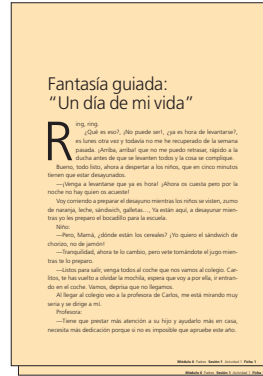 Fantasía guiada:
“Un día de mi vida”
Ring, ring.
¿Qué es eso?, ¡No puede ser!, ¿ya es hora de levantarse?,
es lunes otra vez y todavía no me he recuperado de la semana
pasada. ¡Arriba, arriba! que no me puedo retrasar, rápido a la
ducha antes de que se levanten todos y la cosa se complique.
Bueno, todo listo, ahora a despertar a los niños, que en cinco minutos
tienen que estar desayunados.
—¡Venga a levantarse que ya es hora! ¡Ahora os cuesta pero por la
noche no hay quien os acueste!
Voy corriendo a preparar el desayuno mientras los niños se visten, zumo
de naranja, leche, sándwich, galletas…, Ya están aquí, a desayunar mien-
tras yo les preparo el bocadillo para la escuela.
Niño:
—Pero, Mamá, ¿dónde están los cereales? ¡Yo quiero el sándwich de
chorizo, no de jamón!
—Tranquilidad, ahora te lo cambio, pero vete tomándote el jugo mien-
tras te lo preparo.
—Listos para salir, venga todos al coche que nos vamos al colegio. Car-
litos, te has vuelto a olvidar la mochila, espera que voy a por ella, ir entran-
do en el coche. Vamos, deprisa que no llegamos.
Al llegar al colegio veo a la profesora de Carlos, me está mirando muy
seria y se dirige a mí.
Profesora:
—Tiene que prestar más atención a su hijo y ayudarlo más en casa,
necesita más dedicación porque si no es imposible que apruebe este año.
Módulo 6 Padres Sesión 1 Actividad 1 Ficha 1
Módulo 6 Padres Sesión 1 Actividad 1 Ficha